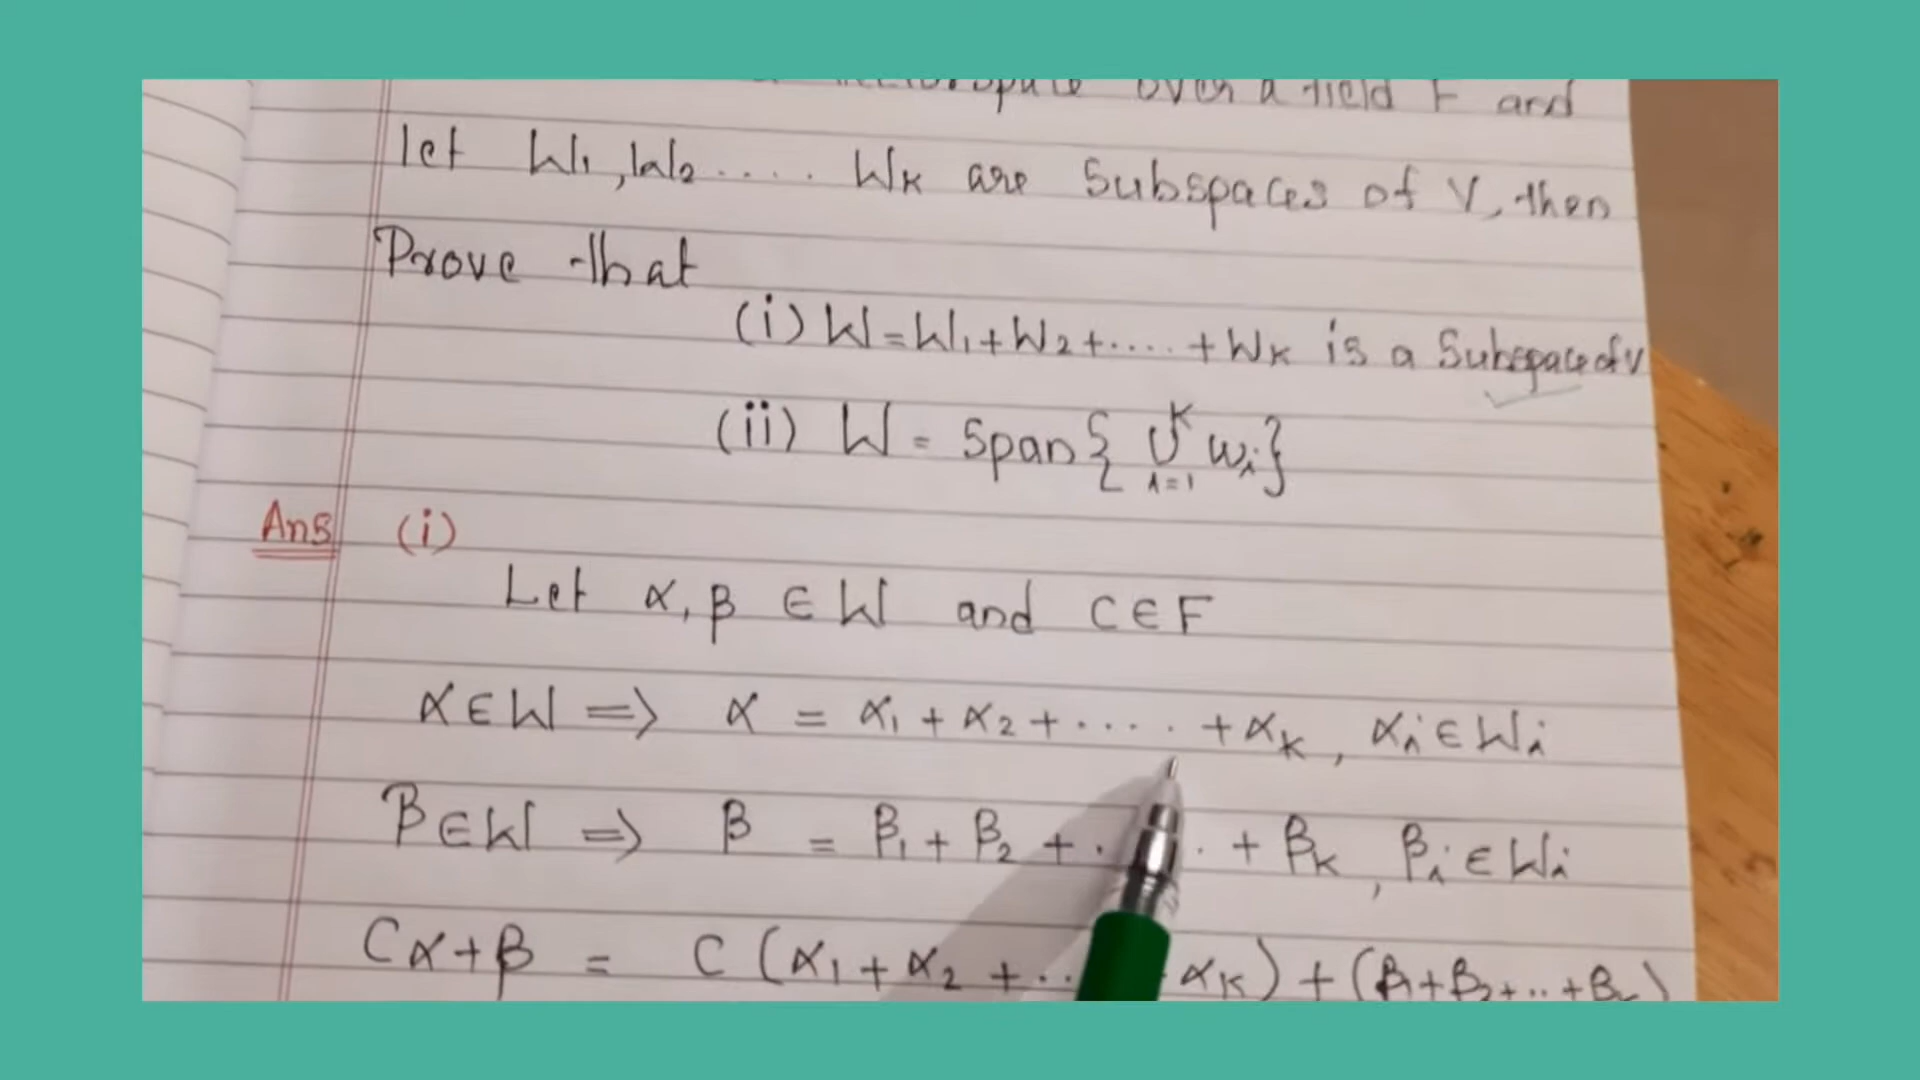 over a field F and
let W₁, W₂ .... Wₖ are Subspaces of V, then
Prove that
(i) W = W₁ + W₂ + .... + Wₖ is a Subspace of V
(ii) W = Span{ ⋃ᵢ₌₁ᴷ wᵢ }
Ans (i)
Let α, β ∈ W and C ∈ F
α ∈ W => α = α₁ + α₂ + ..... + αₖ, αᵢ ∈ Wᵢ
β ∈ W => β = β₁ + β₂ + . . + βₖ, βᵢ ∈ Wᵢ
Cα + β = C (α₁ + α₂ + .. αₖ) + (β₁ + β₂ + .. + βₖ)